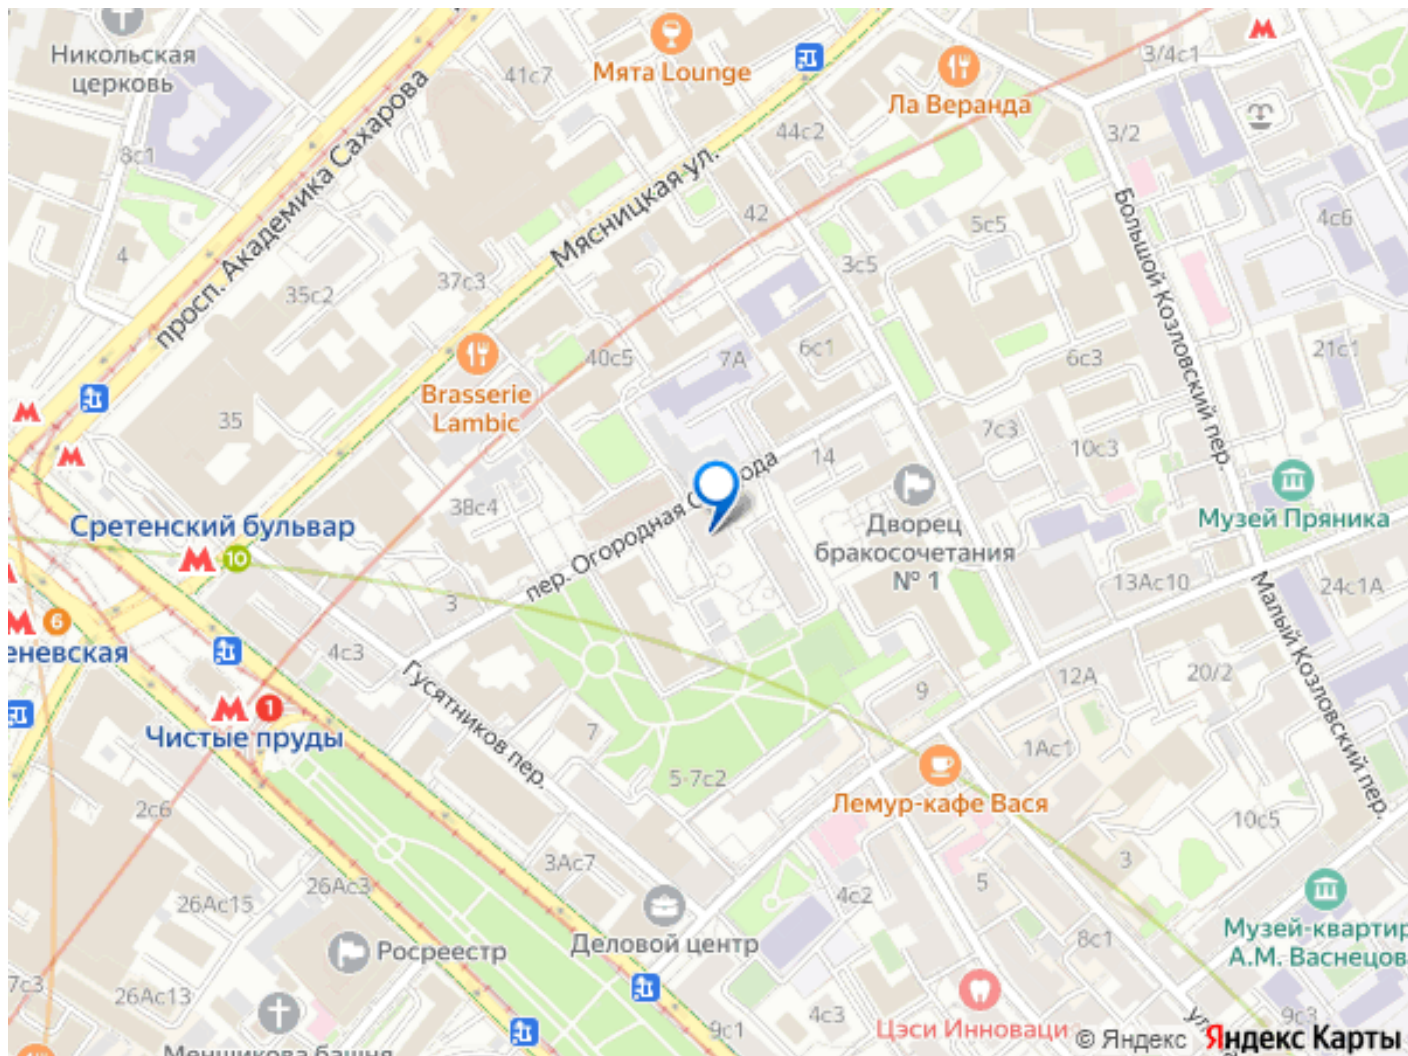 Никольская
церковь
41с7
Мята Lounge
Ла Веранда
3/4с1
44с2
3/2
8с1
просп. Академика Сахарова
Мясницкая ул.
42
Большой Козловский пер.
4с6
5с5
4
35с2
37с3
3с5
40с5
7А
6с1
6с3
21с1
Brasserie
Lambic
35
7с3
10с3
14
38с4
пер. Огородная
ода
Дворец
бракосочетания
№ 1
Музей Пряника
Сретенский бульвар
10
13Ас10
24с1А
Малый Козловский пер.
3
6
еневская
4с3
Гусятников пер.
12А
20/2
9
1
Чистые пруды
7
1Ас1
5-7с2
Лемур-кафе Вася
2с6
10с5
3Ас7
3
26Ас3
26Ас15
4с2
5
Деловой центр
Росреестр
8с1
Музей-квартир
А.М. Васнецов
7с3
26Ас13
9с1
4с3
Цэси Инноваци
9с3
ул
Меншикова башня
© Яндекс
Яндекс Карты